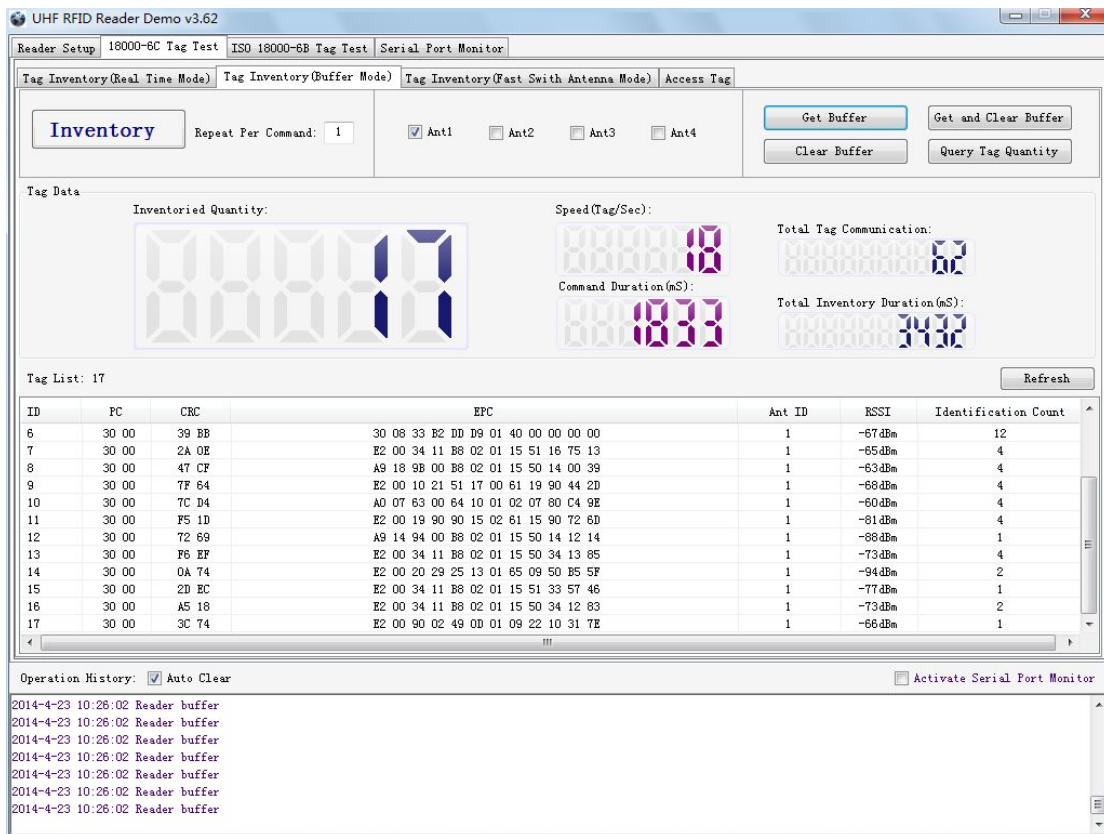 UHF RFID Reader Demo v3.62
Reader Setup 18000-6C Tag Test ISO 18000-6B Tag Test Serial Port Monitor
Tag Inventory(Real Time Mode) Tag Inventory(Buffer Mode) Tag Inventory(Fast Swith Antenna Mode) Access Tag
Inventory Repeat Per Command: 1 Ant1 Ant2 Ant3 Ant4 Get Buffer Get and Clear Buffer
Clear Buffer Query Tag Quantity
Tag Data
Inventoried Quantity: Speed(Tag/Sec): Total Tag Communication:
17 18 62
Command Duration(mS): Total Inventory Duration(mS):
1833 3432
Tag List: 17 Refresh
ID PC CRC EPC Ant ID RSSI Identification Count
6 30 00 39 BB 30 08 33 B2 DD D9 01 40 00 00 00 00 1 -67dBm 12
7 30 00 2A 0E E2 00 34 11 B8 02 01 15 51 16 75 13 1 -65dBm 4
8 30 00 47 CF A9 18 9B 00 B8 02 01 15 50 14 00 39 1 -63dBm 4
9 30 00 7F 64 E2 00 10 21 51 17 00 61 19 90 44 2D 1 -68dBm 4
10 30 00 7C D4 A0 07 63 00 64 10 01 02 07 80 C4 9E 1 -60dBm 4
11 30 00 F5 1D E2 00 19 90 90 15 02 61 15 90 72 6D 1 -81dBm 4
12 30 00 72 69 A9 14 94 00 B8 02 01 15 50 14 12 14 1 -88dBm 1
13 30 00 F6 EF E2 00 34 11 B8 02 01 15 50 34 13 85 1 -73dBm 4
14 30 00 0A 74 E2 00 20 29 25 13 01 65 09 50 B5 5F 1 -94dBm 2
15 30 00 2D EC E2 00 34 11 B8 02 01 15 51 33 57 46 1 -77dBm 1
16 30 00 A5 18 E2 00 34 11 B8 02 01 15 50 34 12 83 1 -73dBm 2
17 30 00 3C 74 E2 00 90 02 49 0D 01 09 22 10 31 7E 1 -66dBm 1
Operation History: Auto Clear Activate Serial Port Monitor
2014-4-23 10:26:02 Reader buffer
2014-4-23 10:26:02 Reader buffer
2014-4-23 10:26:02 Reader buffer
2014-4-23 10:26:02 Reader buffer
2014-4-23 10:26:02 Reader buffer
2014-4-23 10:26:02 Reader buffer
2014-4-23 10:26:02 Reader buffer